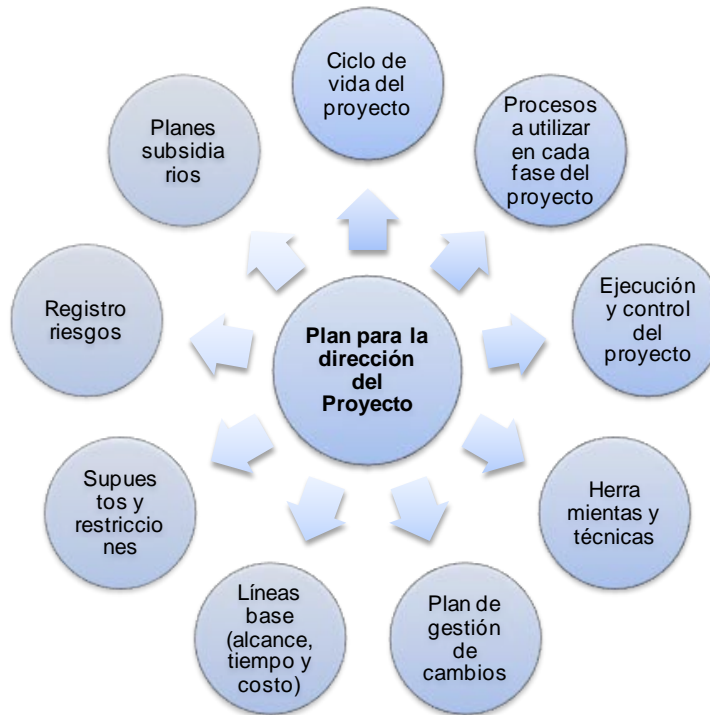 Ciclo de
vida del
proyecto
Procesos
a utilizar
en cada
fase del
proyecto
Ejecución
y control
del
proyecto
Herra
mientas y
técnicas
Plan de
gestión
de
cambios
Líneas
base
(alcance,
tiempo y
costo)
Supues
tos y
restriccio
nes
Registro
riesgos
Planes
subsidia
rios
Plan para la
dirección
del
Proyecto